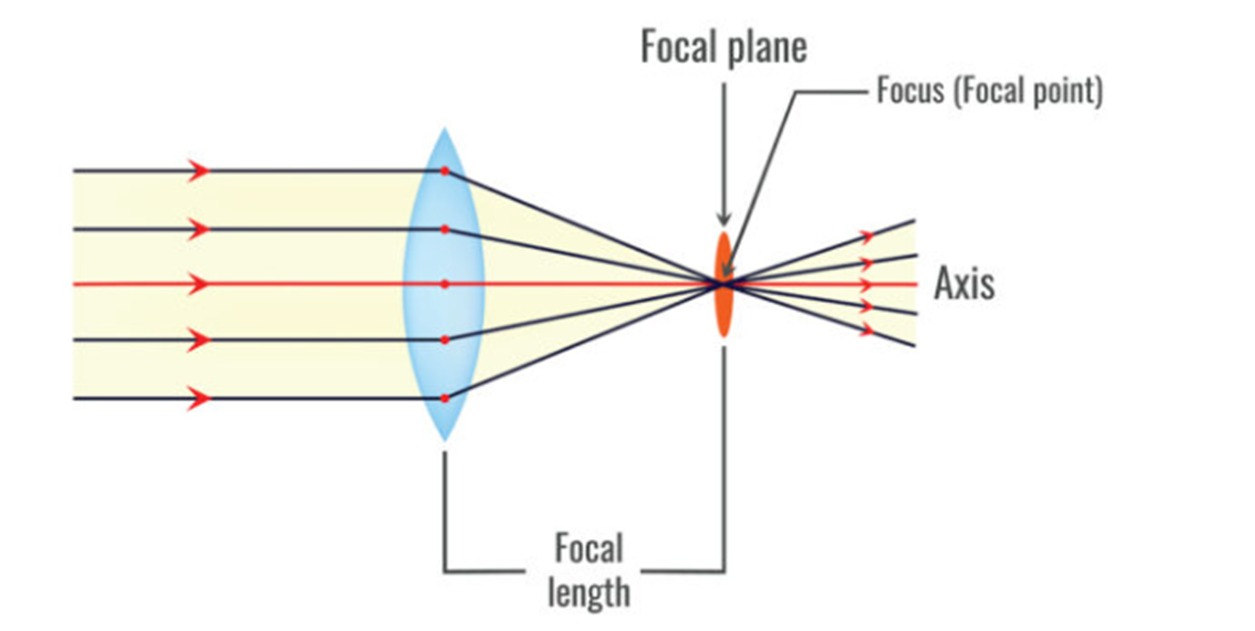 Focal plane
Focus (Focal point)
Axis
Focal
length